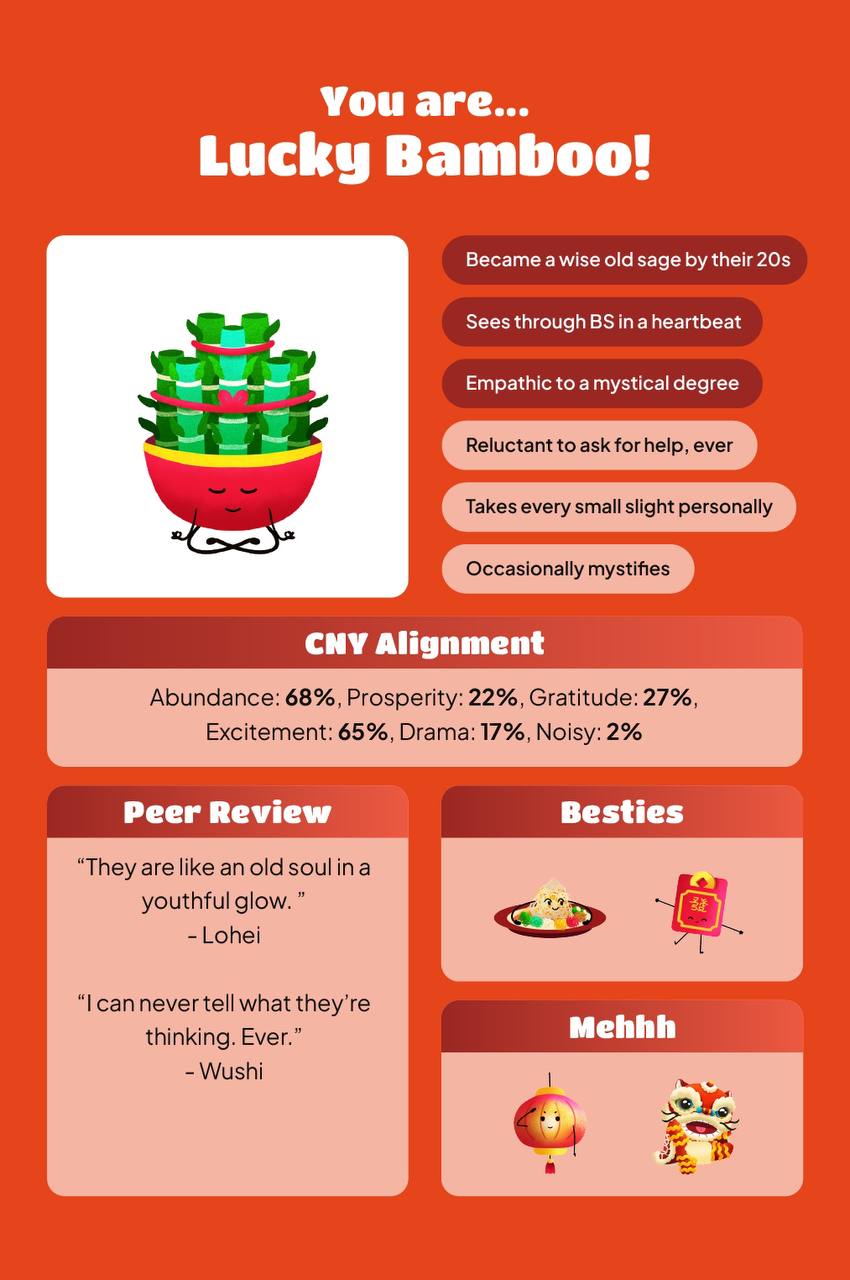 You are...
Lucky Bamboo!
Became a wise old sage by their 20s
Sees through BS in a heartbeat
Empathic to a mystical degree
Reluctant to ask for help, ever
Takes every small slight personally
Occasionally mystifies
CNY Alignment
Abundance: 68%, Prosperity: 22%, Gratitude: 27%,
Excitement: 65%, Drama: 17%, Noisy: 2%
Peer Review
“They are like an old soul in a
youthful glow. ”
- Lohei
“I can never tell what they’re
thinking. Ever.”
- Wushi
Besties
發
Mehhh